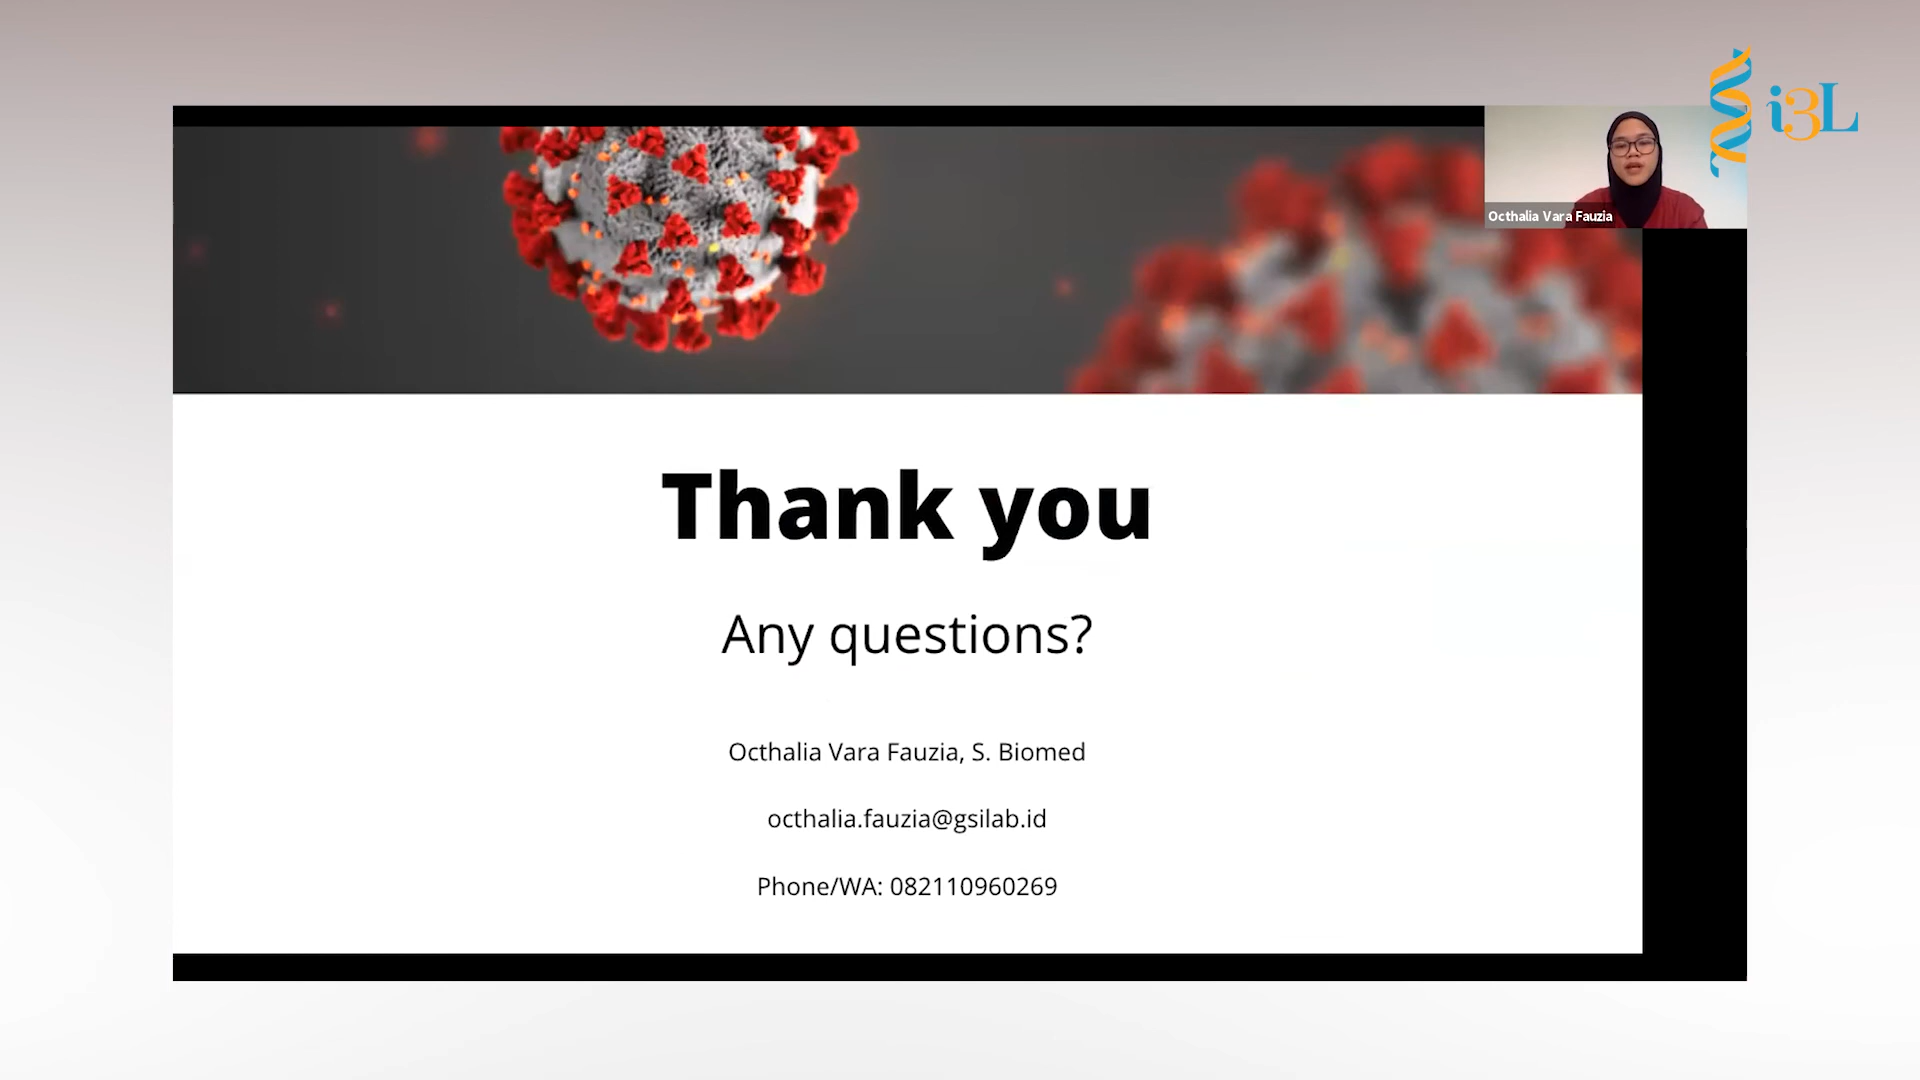 i3L
Octhalia Vara Fauzia
Thank you
Any questions?
Octhalia Vara Fauzia, S. Biomed
octhalia.fauzia@gsilab.id
Phone/WA: 082110960269